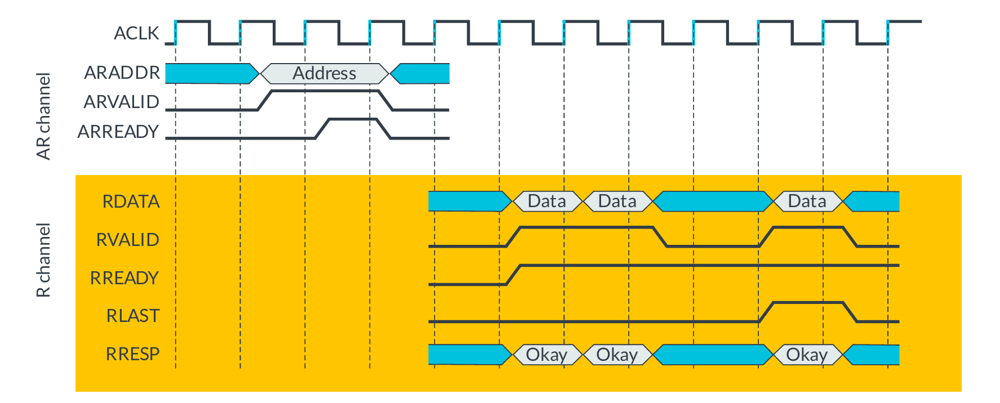 ACLK
AR channel
ARADDR Address
ARVALID
ARREADY
R channel
RDATA Data Data Data
RVALID
RREADY
RLAST
RRESP Okay Okay Okay